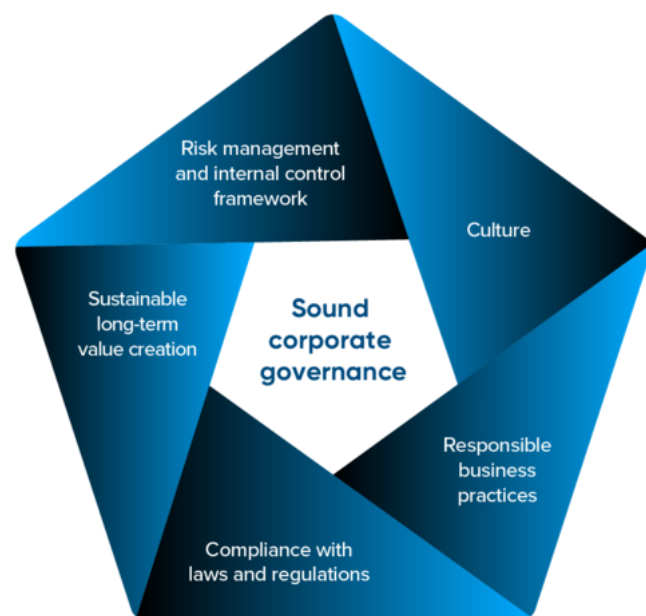 Risk management
and internal control
framework
Culture
Sustainable
long-term
value creation
Sound
corporate
governance
Responsible
business
practices
Compliance with
laws and regulations